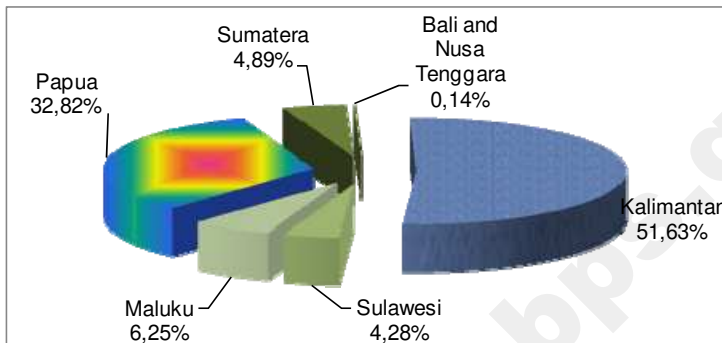 Sumatera
4,89%
Bali and
Nusa
Tenggara
0,14%
Papua
32,82%
Kalimantan
51,63%
Maluku
6,25%
Sulawesi
4,28%
bps.g